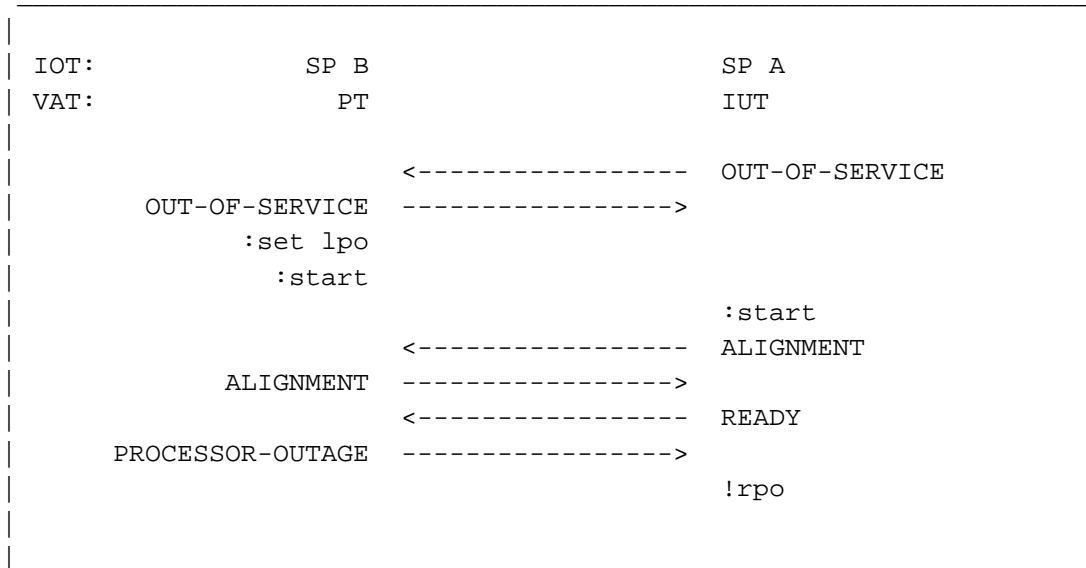 IOT: SP B SP A
VAT: PT IUT
<----------------- OUT-OF-SERVICE
OUT-OF-SERVICE ----------------->
:set lpo
:start
:start
<----------------- ALIGNMENT
ALIGNMENT ----------------->
<----------------- READY
PROCESSOR-OUTAGE ----------------->
!rpo